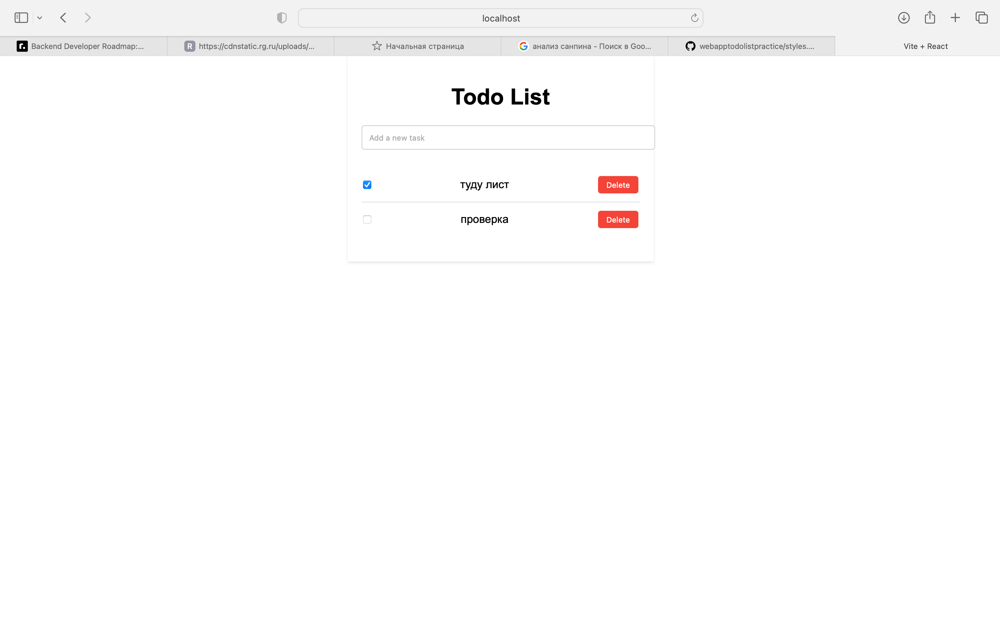 localhost
Backend Developer Roadmap:...
R https://cdnstatic.rg.ru/uploads/...
Начальная страница
анализ санпина - Поиск в Goo...
webapptodolistpractice/styles....
Vite + React
Todo List
Add a new task
туду лист
Delete
проверка
Delete